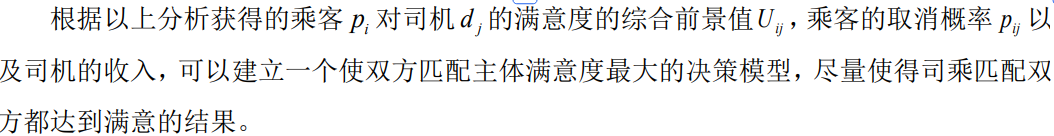 根据以上分析获得的乘客 pᵢ 对司机 dⱼ 的满意度的综合前景值 Uᵢⱼ，乘客的取消概率 pᵢⱼ 以
及司机的收入，可以建立一个使双方匹配主体满意度最大的决策模型，尽量使得司乘匹配双
方都达到满意的结果。